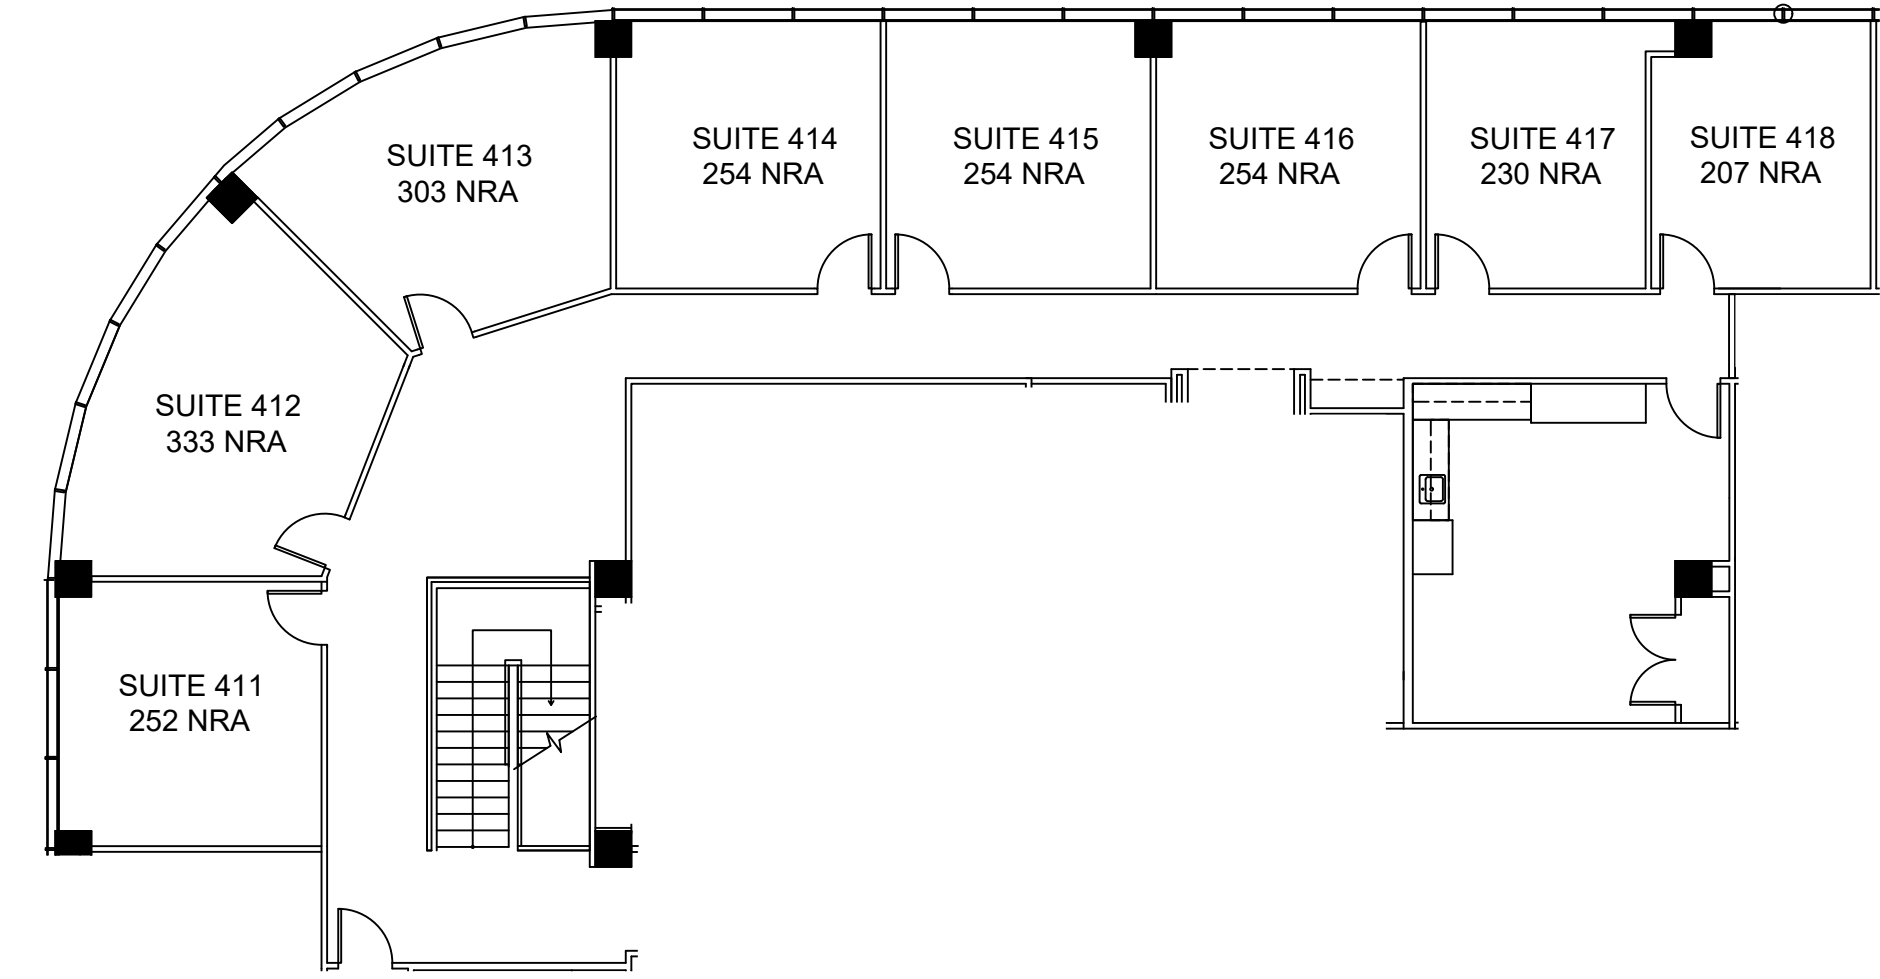 SUITE 411
252 NRA
SUITE 412
333 NRA
SUITE 413
303 NRA
SUITE 414
254 NRA
SUITE 415
254 NRA
SUITE 416
254 NRA
SUITE 417
230 NRA
SUITE 418
207 NRA